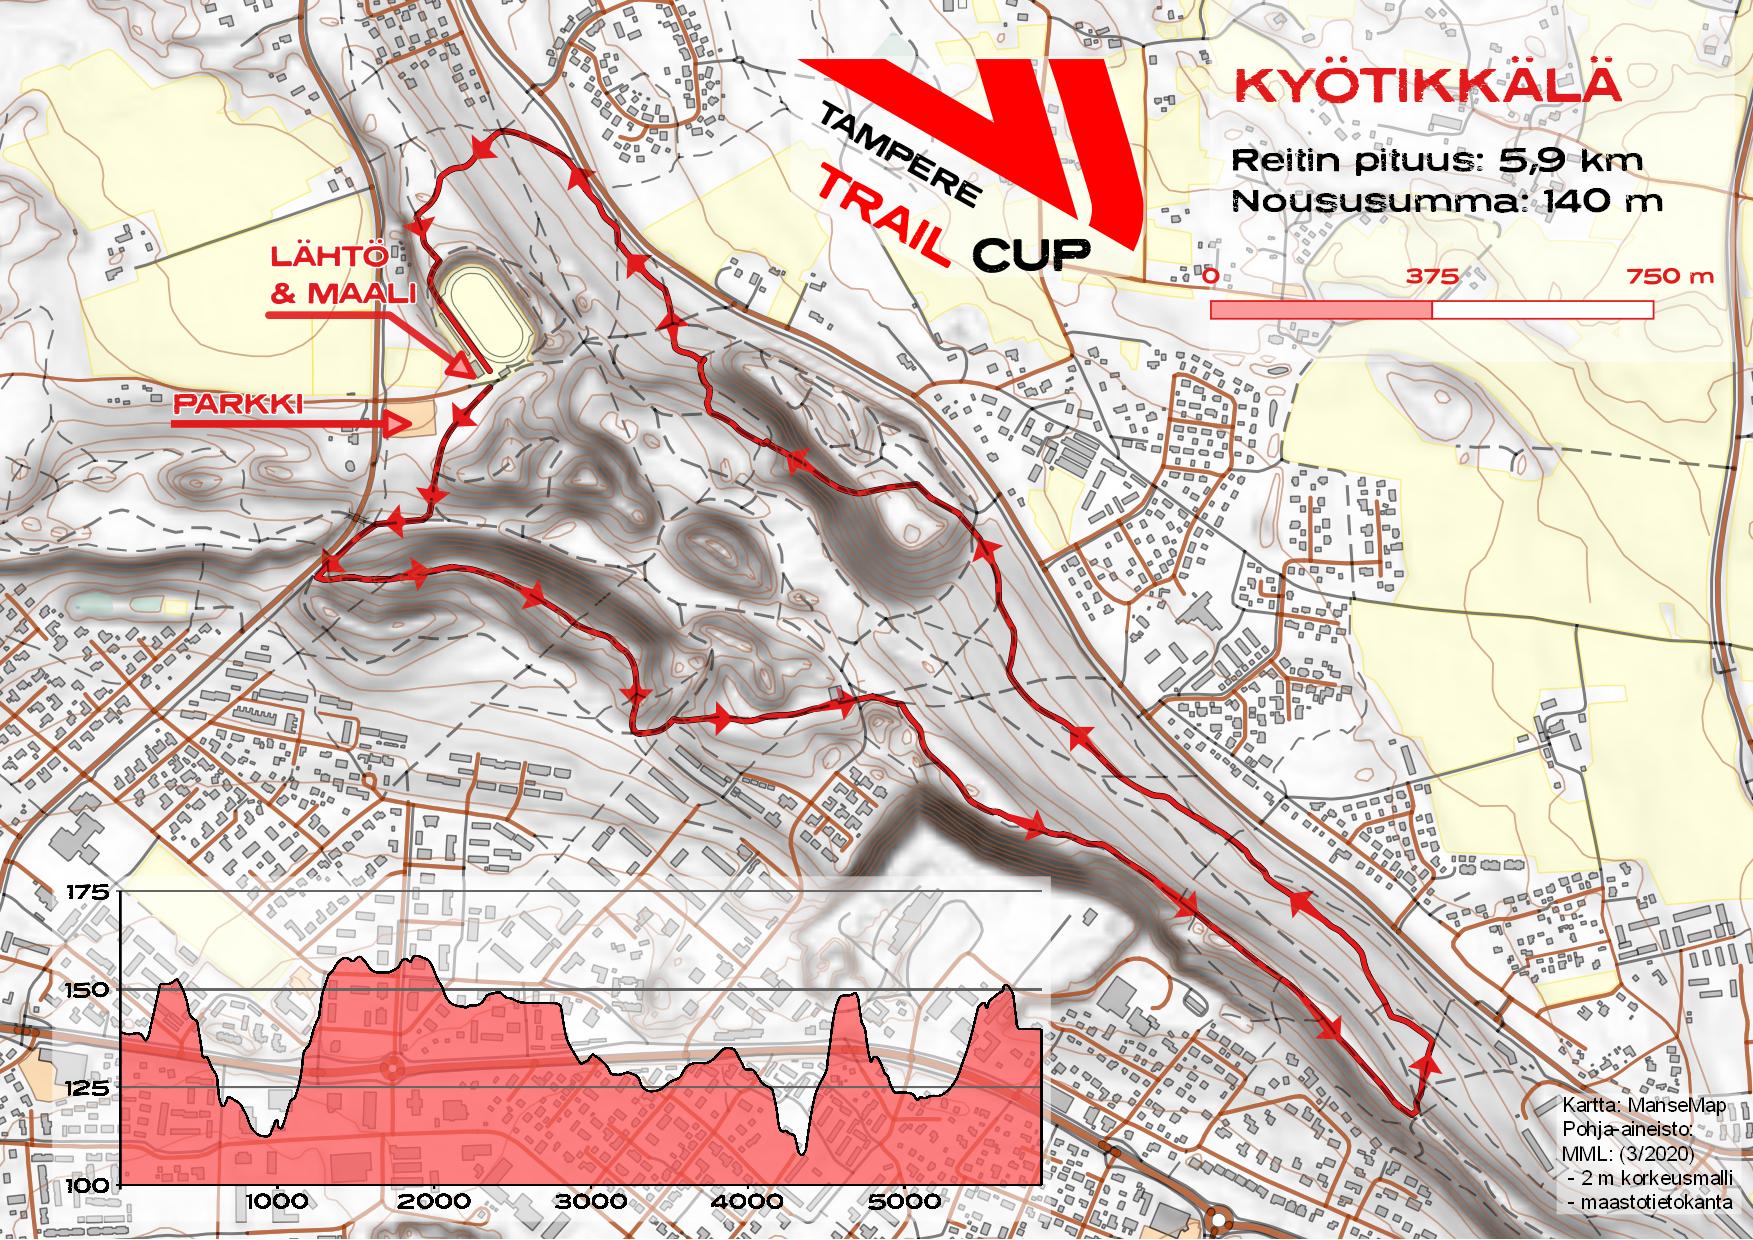 KYÖTIKKÄLÄ
Reitin pituus: 5,9 km
Noususumma: 140 m
0 375 750 m
TAMPERE
TRAIL CUP
LÄHTÖ
& MAALI
PARKKI
175
150
125
100
1000 2000 3000 4000 5000
Kartta: ManseMap
Pohja-aineisto:
MML: (3/2020)
- 2 m korkeusmalli
- maastotietokanta